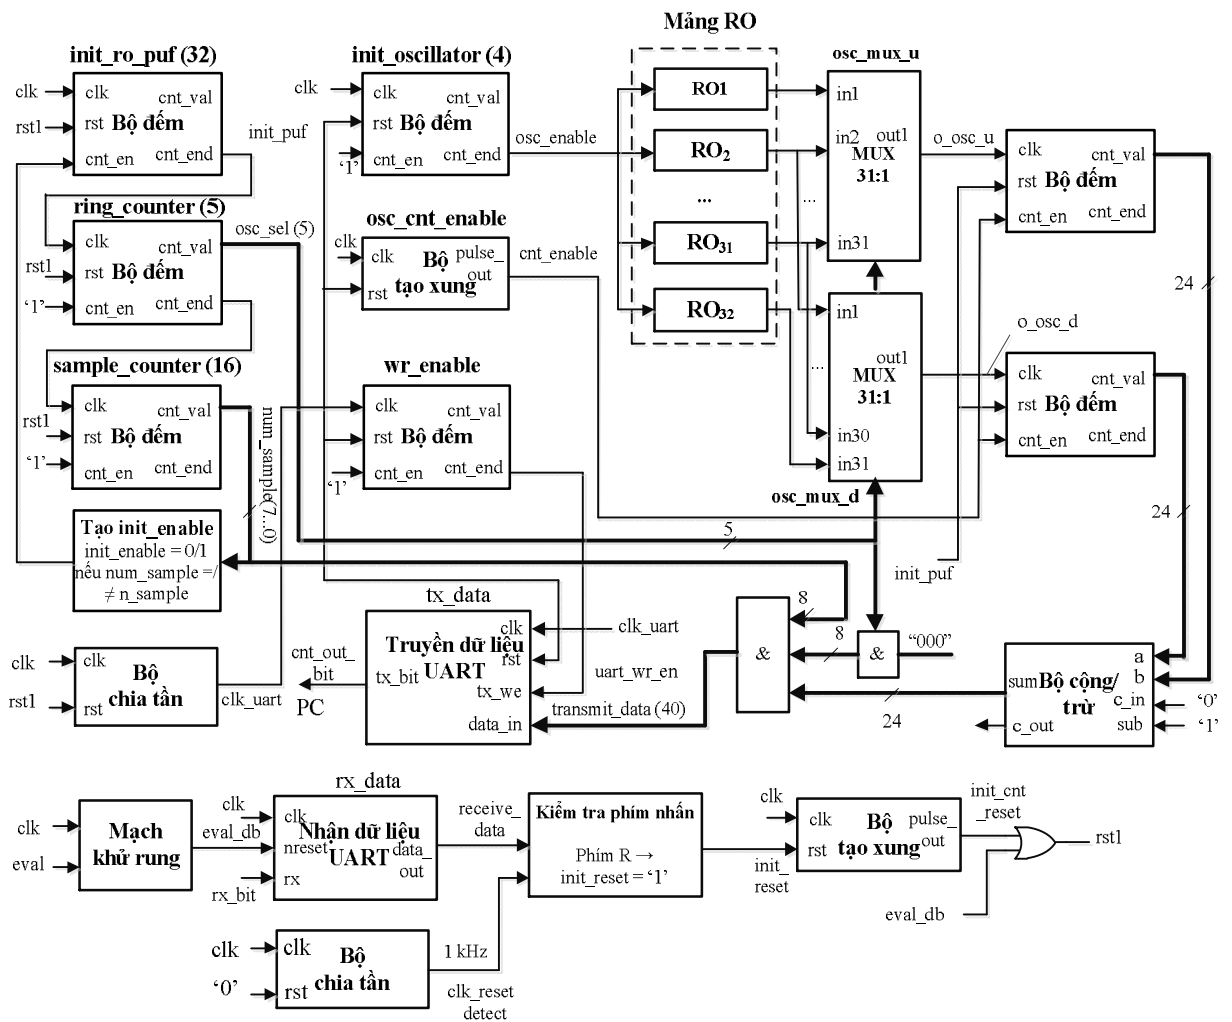 Mảng RO
init_ro_puf (32)
clk
rst1
clk
cnt_val
rst
Bộ đếm
cnt_en
cnt_end
init_puf
ring_counter (5)
clk
cnt_val
rst1
rst
Bộ đếm
‘1’
cnt_en
cnt_end
osc_sel (5)
sample_counter (16)
clk
cnt_val
rst1
rst
Bộ đếm
‘1’
cnt_en
cnt_end
num_sample(7...0)
Tạo init_enable
init_enable = 0/1
nếu num_sample =/
≠ n_sample
clk
rst1
clk
rst
Bộ
chia tần
clk_uart
init_oscillator (4)
clk
clk
cnt_val
rst
Bộ đếm
‘1’
cnt_en
cnt_end
osc_enable
osc_cnt_enable
clk
clk
rst
Bộ
tạo xung
pulse_
out
cnt_enable
wr_enable
clk
cnt_val
rst
Bộ đếm
‘1’
cnt_en
cnt_end
RO1
RO2
...
RO31
RO32
osc_mux_u
in1
in2
out1
MUX
31:1
...
in31
in1
out1
...
MUX
31:1
in30
in31
osc_mux_d
o_osc_u
clk
cnt_val
rst
Bộ đếm
cnt_en
cnt_end
24
o_osc_d
clk
cnt_val
rst
Bộ đếm
cnt_en
cnt_end
24
init_puf
5
8
8
“000”
&
&
24
tx_data
Truyền dữ liệu
UART
clk
rst
tx_bit
tx_we
data_in
clk_uart
uart_wr_en
transmit_data (40)
cnt_out_
bit
PC
a
b
sum
Bộ cộng/
trừ
c_in
‘0’
c_out
sub
‘1’
clk
eval
Mạch
khử rung
eval_db
rx_data
clk
clk
Nhận dữ liệu
UART
nreset
data_
out
rx
rx_bit
receive_
data
Kiểm tra phím nhấn
Phím R →
init_reset = ‘1’
clk
‘0’
clk
rst
Bộ
chia tần
1 kHz
clk_reset
detect
clk
clk
rst
Bộ
tạo xung
pulse_
out
init_
reset
init_cnt
_reset
eval_db
rst1